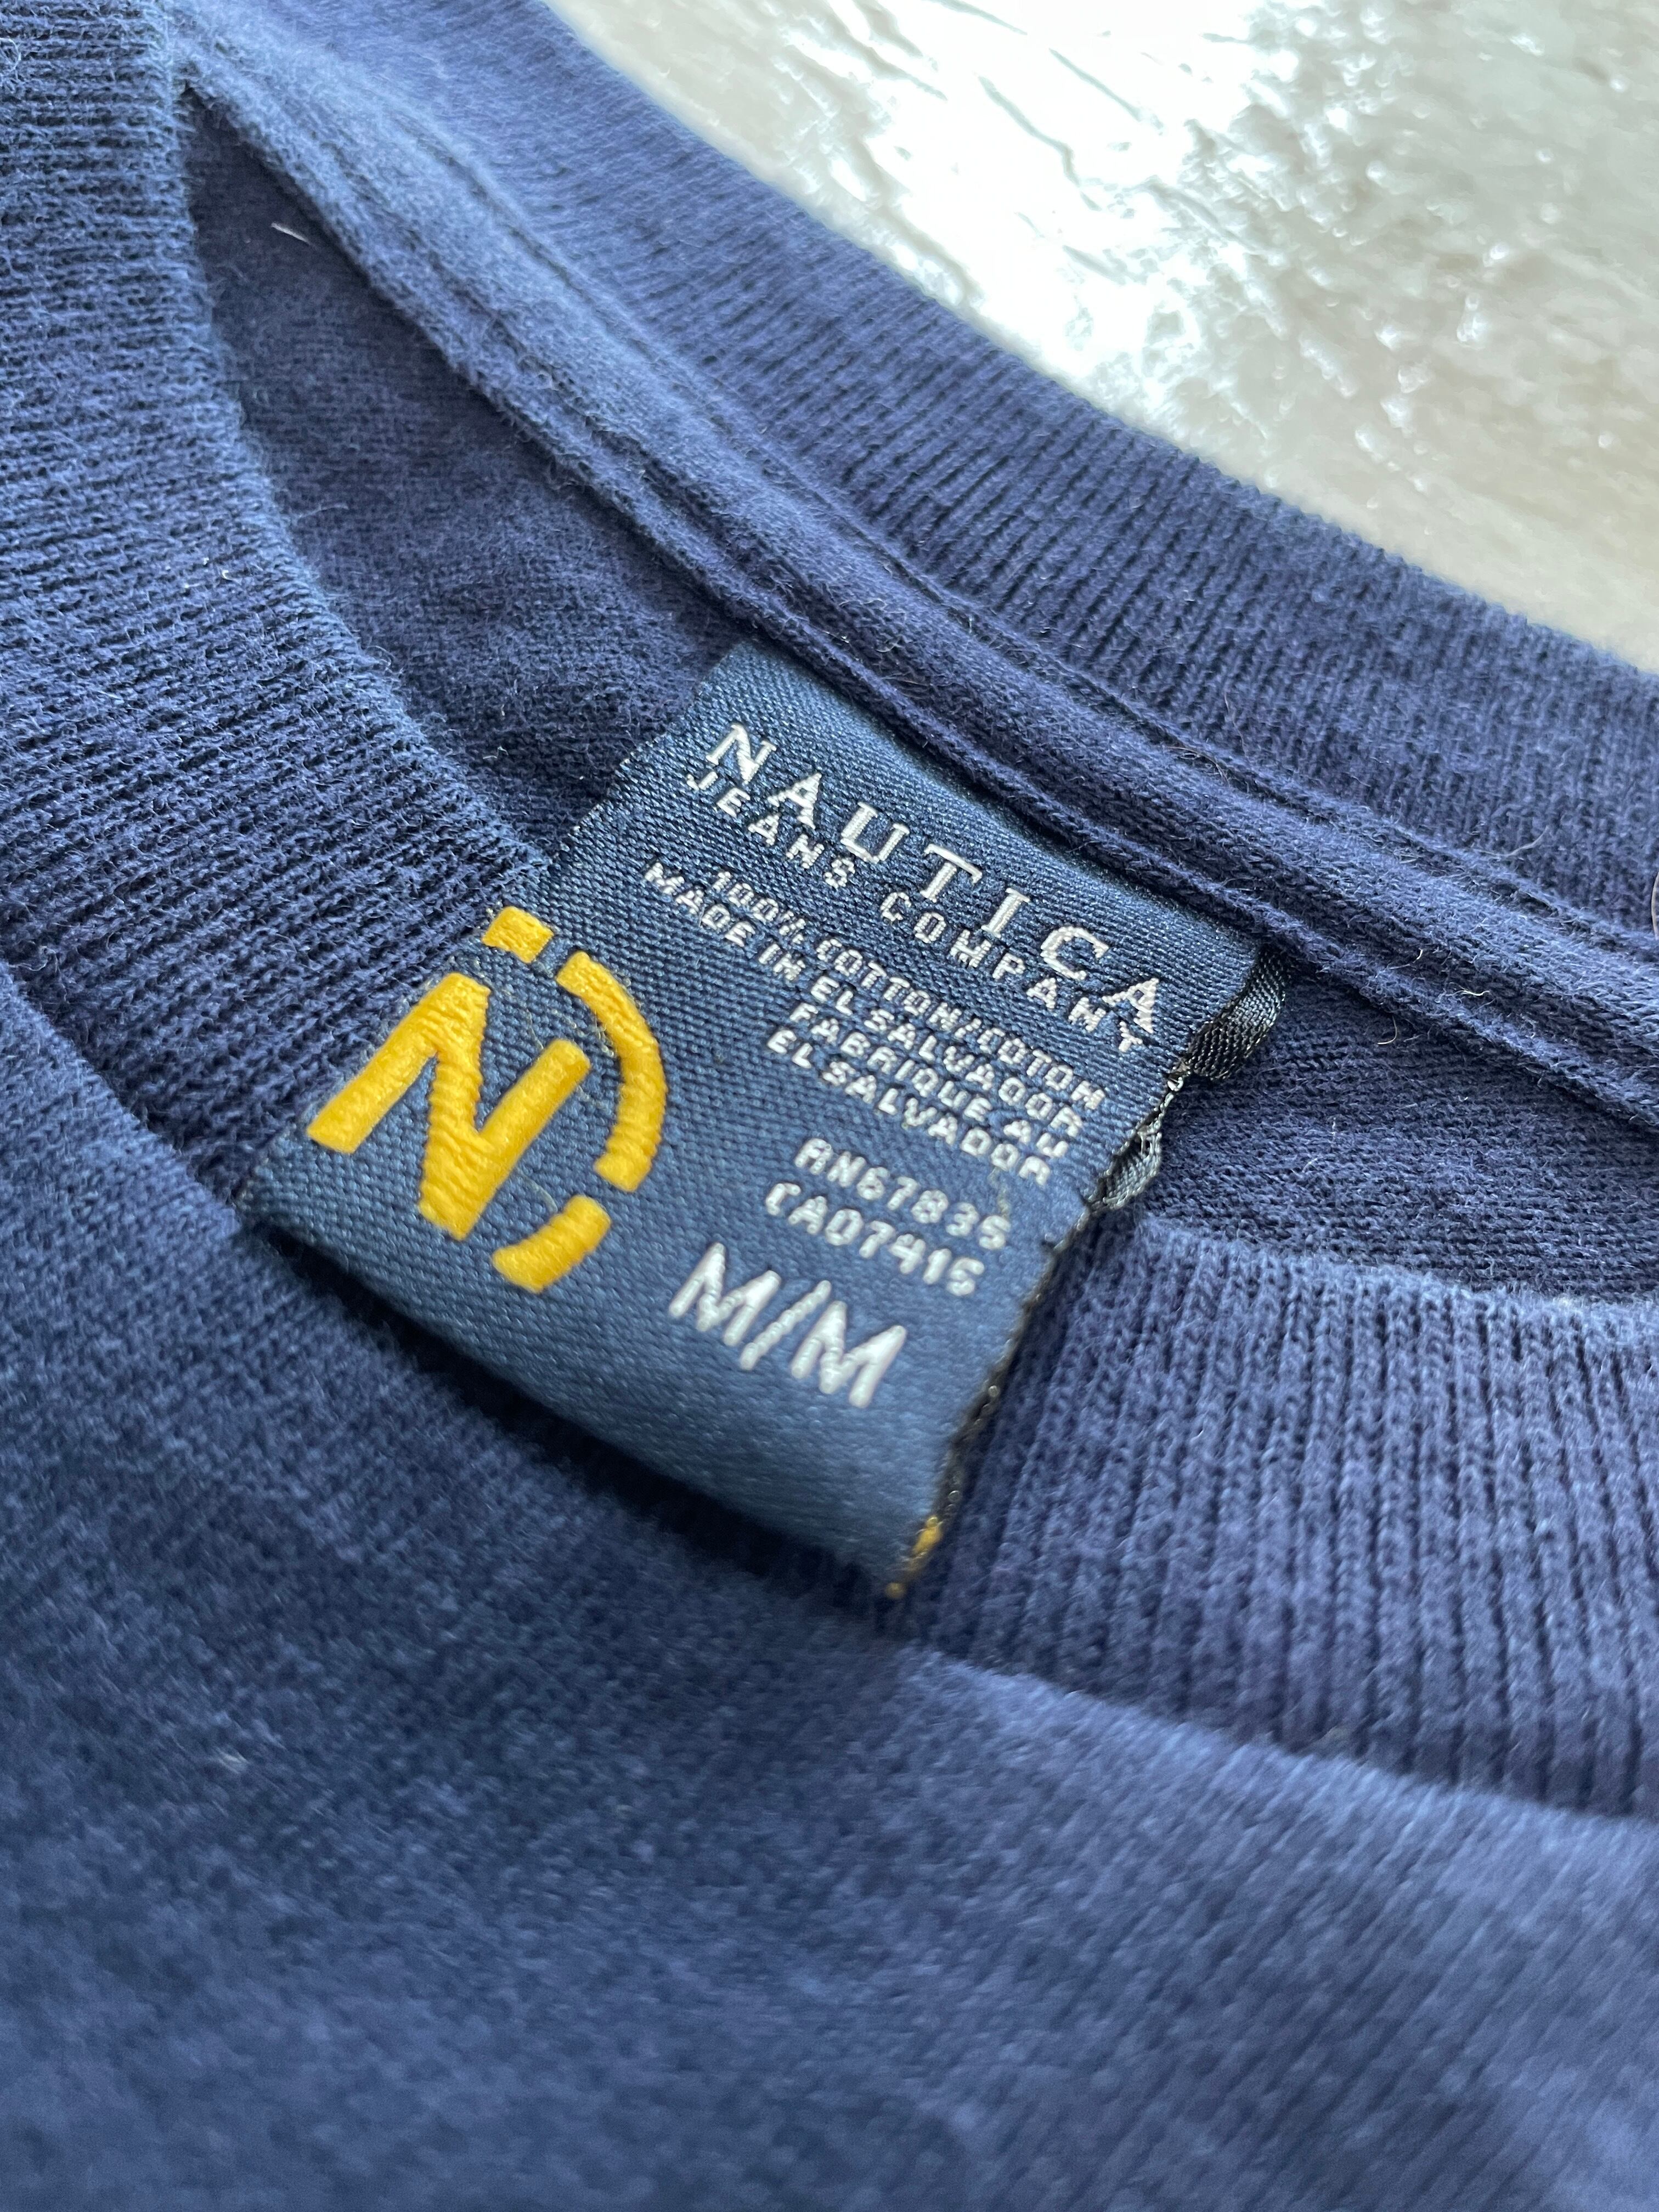 NAUTICA
JEANS COMPANY
100% COTTON/COTON
MADE IN EL SALVADOR
FABRIQUE AU
EL SALVADOR
N
RN67835
CA07415
M/M